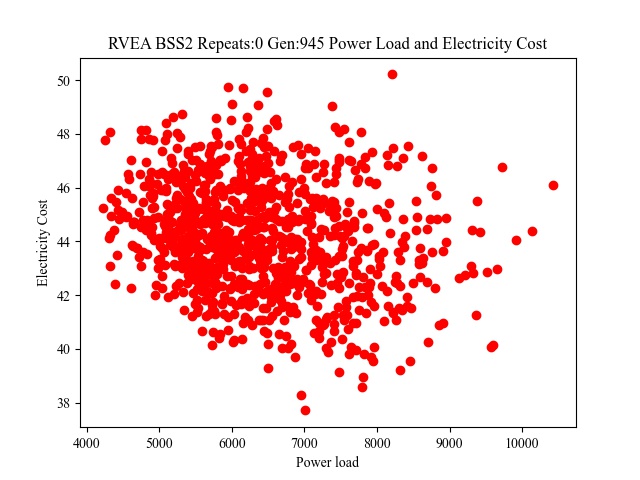 RVEA BSS2 Repeats:0 Gen:945 Power Load and Electricity Cost
Electricity Cost
50
48
46
44
42
40
38
4000 5000 6000 7000 8000 9000 10000
Power load